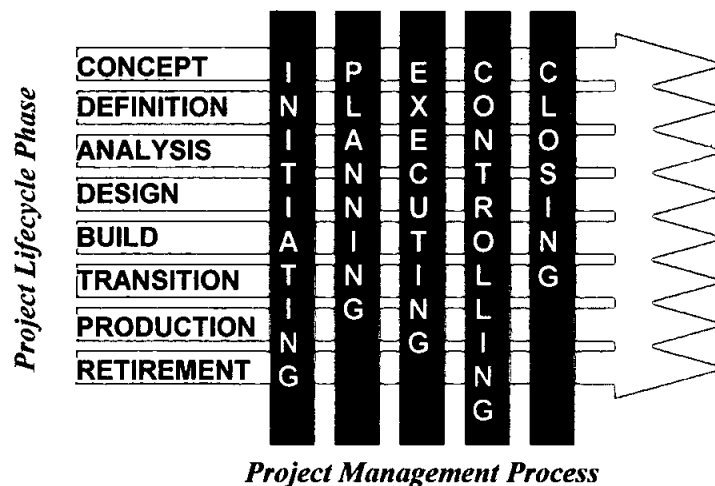 Project Lifecycle Phase
CONCEPT
DEFINITION
ANALYSIS
DESIGN
BUILD
TRANSITION
PRODUCTION
RETIREMENT
INITIATING
PLANNING
EXECUTING
CONTROLLING
CLOSING
Project Management Process